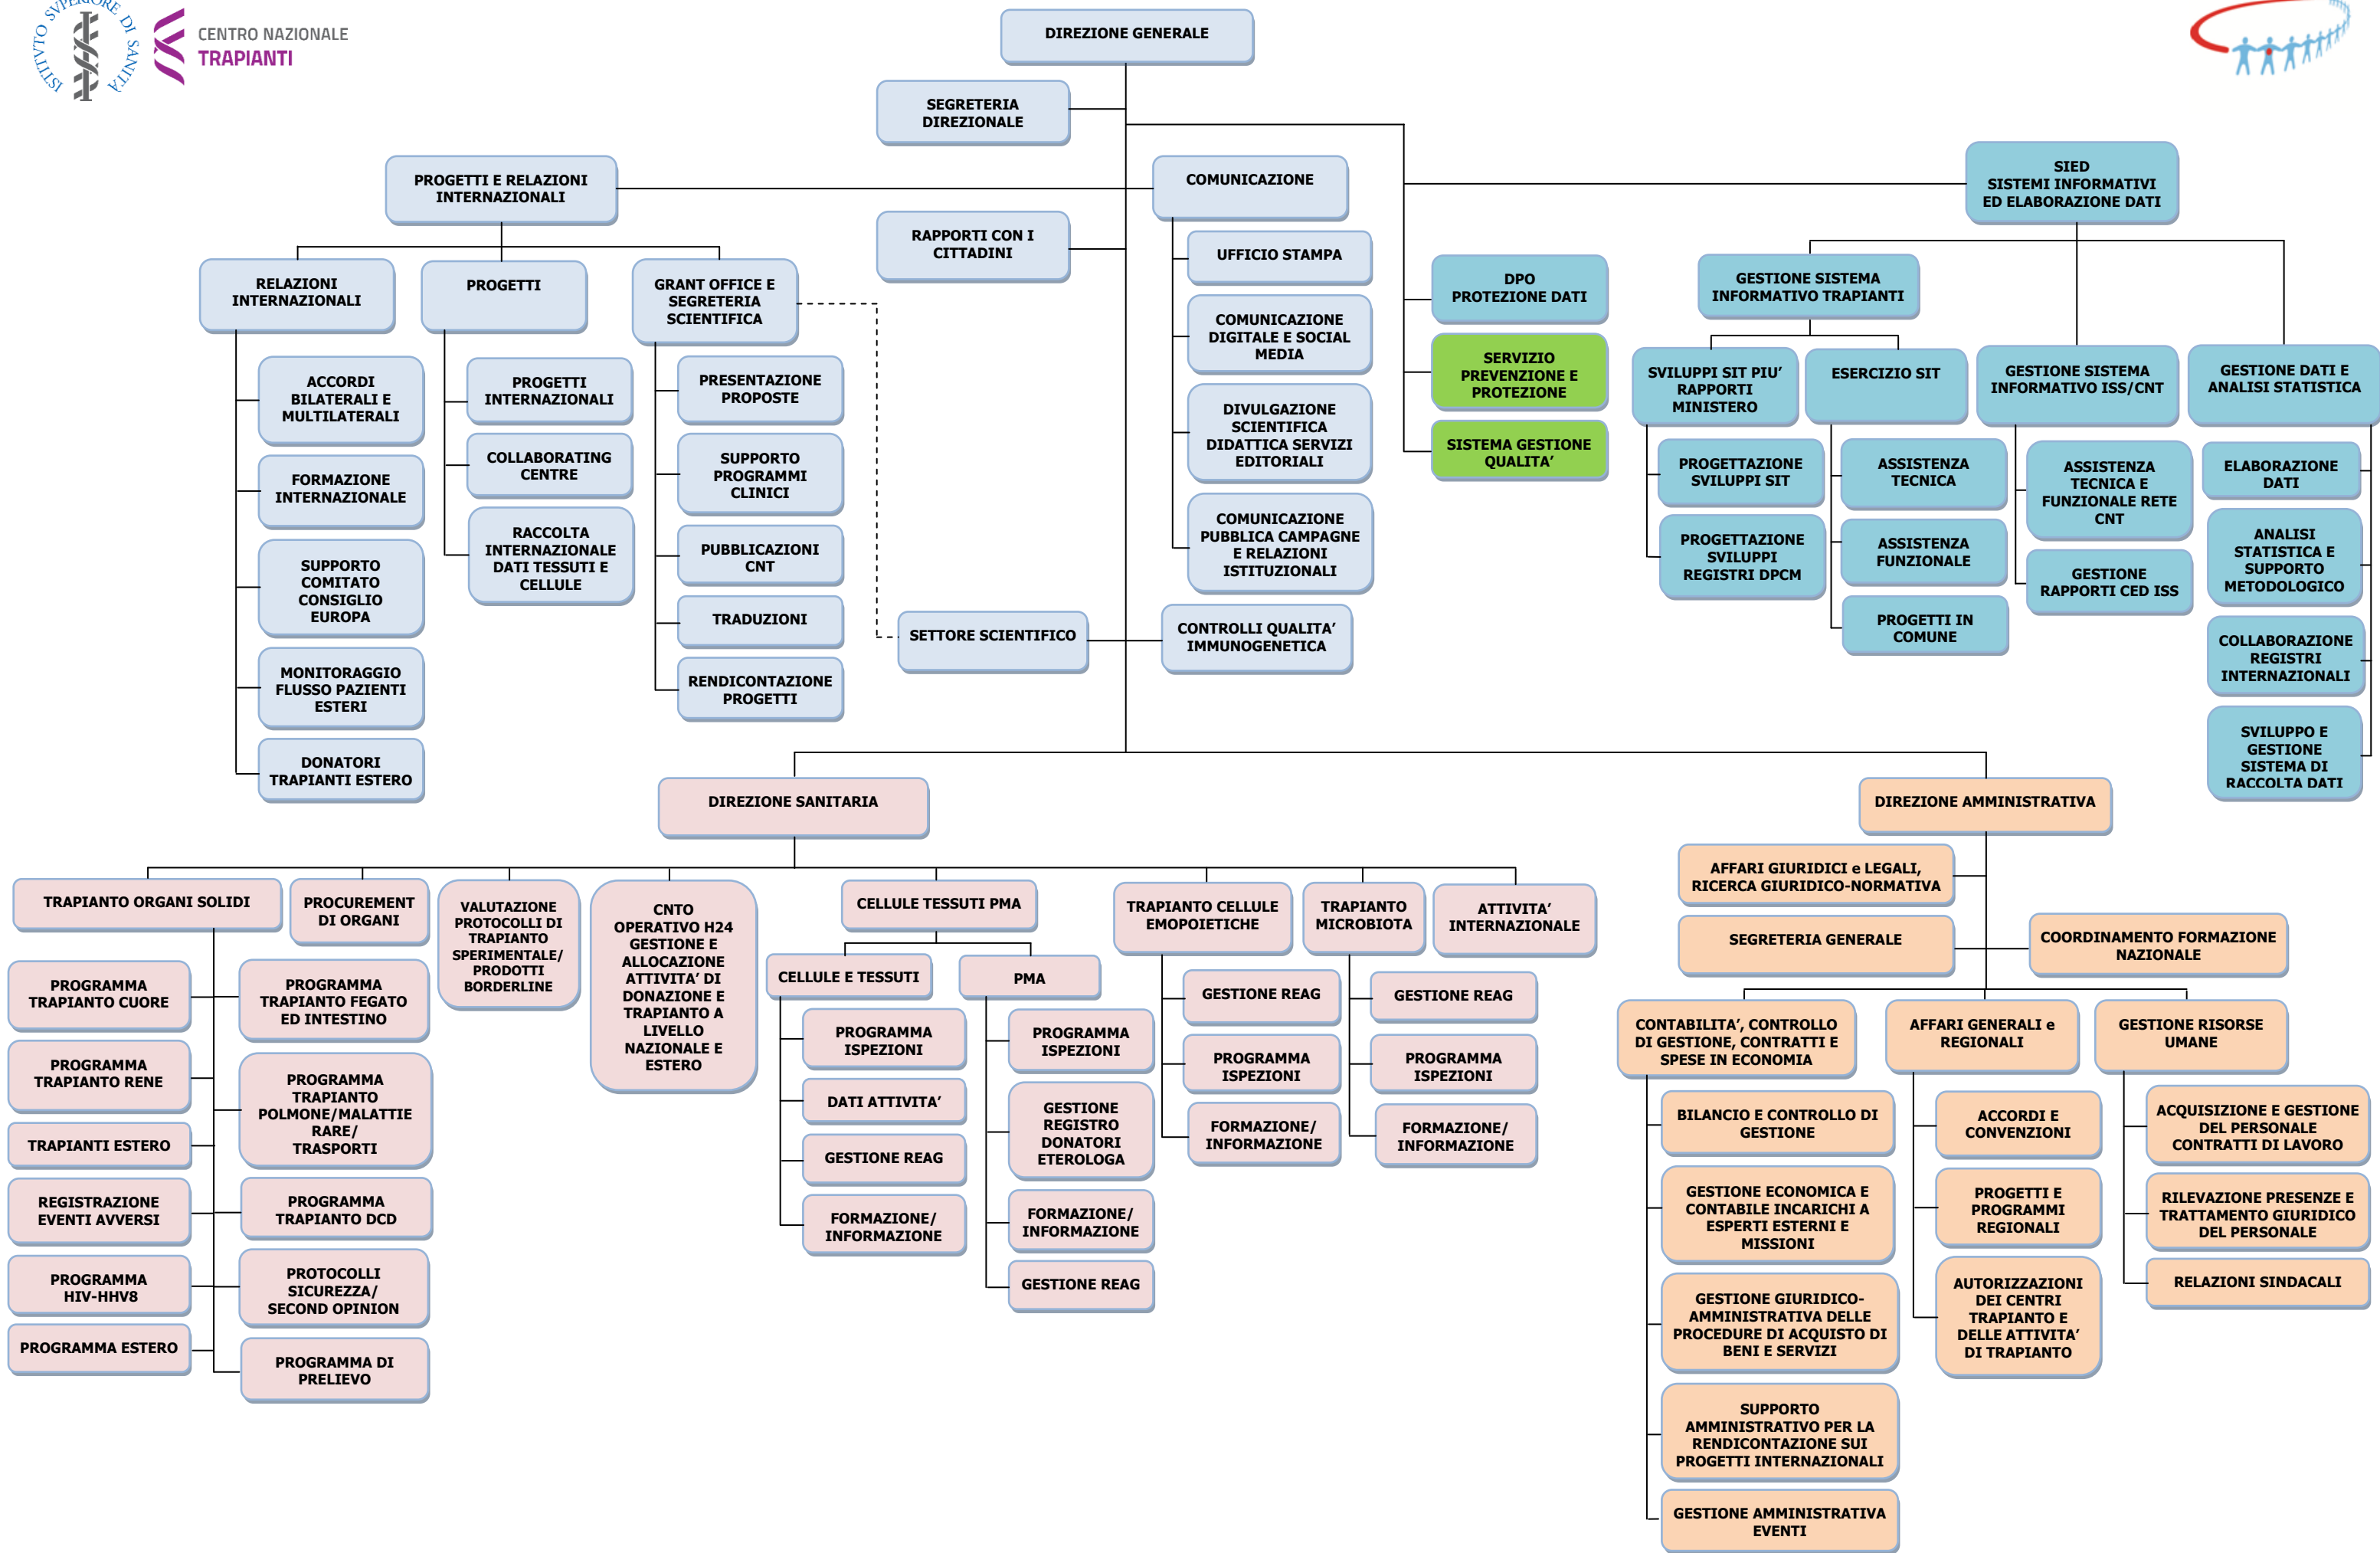 ISTITVTO SVPERIORE DI SANITÀ
CENTRO NAZIONALE
TRAPIANTI
DIREZIONE GENERALE
SEGRETERIA
DIREZIONALE
PROGETTI E RELAZIONI
INTERNAZIONALI
COMUNICAZIONE
SIED
SISTEMI INFORMATIVI
ED ELABORAZIONE DATI
RAPPORTI CON I
CITTADINI
RELAZIONI
INTERNAZIONALI
PROGETTI
GRANT OFFICE E
SEGRETERIA
SCIENTIFICA
ACCORDI
BILATERALI E
MULTILATERALI
FORMAZIONE
INTERNAZIONALE
SUPPORTO
COMITATO
CONSIGLIO
EUROPA
MONITORAGGIO
FLUSSO PAZIENTI
ESTERI
DONATORI
TRAPIANTI ESTERO
PROGETTI
INTERNAZIONALI
COLLABORATING
CENTRE
RACCOLTA
INTERNAZIONALE
DATI TESSUTI E
CELLULE
PRESENTAZIONE
PROPOSTE
SUPPORTO
PROGRAMMI
CLINICI
PUBBLICAZIONI
CNT
TRADUZIONI
RENDICONTAZIONE
PROGETTI
UFFICIO STAMPA
COMUNICAZIONE
DIGITALE E SOCIAL
MEDIA
DIVULGAZIONE
SCIENTIFICA
DIDATTICA SERVIZI
EDITORIALI
COMUNICAZIONE
PUBBLICA CAMPAGNE
E RELAZIONI
ISTITUZIONALI
SETTORE SCIENTIFICO
CONTROLLI QUALITA’
IMMUNOGENETICA
DPO
PROTEZIONE DATI
SERVIZIO
PREVENZIONE E
PROTEZIONE
SISTEMA GESTIONE
QUALITA’
GESTIONE SISTEMA
INFORMATIVO TRAPIANTI
SVILUPPI SIT PIU’
RAPPORTI
MINISTERO
ESERCIZIO SIT
GESTIONE SISTEMA
INFORMATIVO ISS/CNT
GESTIONE DATI E
ANALISI STATISTICA
PROGETTAZIONE
SVILUPPI SIT
PROGETTAZIONE
SVILUPPI
REGISTRI DPCM
ASSISTENZA
TECNICA
ASSISTENZA
FUNZIONALE
PROGETTI IN
COMUNE
ASSISTENZA
TECNICA E
FUNZIONALE RETE
CNT
GESTIONE
RAPPORTI CED ISS
ELABORAZIONE
DATI
ANALISI
STATISTICA E
SUPPORTO
METODOLOGICO
COLLABORAZIONE
REGISTRI
INTERNAZIONALI
SVILUPPO E
GESTIONE
SISTEMA DI
RACCOLTA DATI
DIREZIONE SANITARIA
DIREZIONE AMMINISTRATIVA
TRAPIANTO ORGANI SOLIDI
PROCUREMENT
DI ORGANI
VALUTAZIONE
PROTOCOLLI DI
TRAPIANTO
SPERIMENTALE/
PRODOTTI
BORDERLINE
CNTO
OPERATIVO H24
GESTIONE E
ALLOCAZIONE
ATTIVITA’ DI
DONAZIONE E
TRAPIANTO A
LIVELLO
NAZIONALE E
ESTERO
CELLULE TESSUTI PMA
TRAPIANTO CELLULE
EMOPOIETICHE
TRAPIANTO
MICROBIOTA
ATTIVITA’
INTERNAZIONALE
PROGRAMMA
TRAPIANTO CUORE
PROGRAMMA
TRAPIANTO RENE
TRAPIANTI ESTERO
REGISTRAZIONE
EVENTI AVVERSI
PROGRAMMA
HIV-HHV8
PROGRAMMA ESTERO
PROGRAMMA
TRAPIANTO FEGATO
ED INTESTINO
PROGRAMMA
TRAPIANTO
POLMONE/MALATTIE
RARE/
TRASPORTI
PROGRAMMA
TRAPIANTO DCD
PROTOCOLLI
SICUREZZA/
SECOND OPINION
PROGRAMMA DI
PRELIEVO
CELLULE E TESSUTI
PROGRAMMA
ISPEZIONI
DATI ATTIVITA’
GESTIONE REAG
FORMAZIONE/
INFORMAZIONE
PMA
PROGRAMMA
ISPEZIONI
GESTIONE
REGISTRO
DONATORI
ETEROLOGA
FORMAZIONE/
INFORMAZIONE
GESTIONE REAG
GESTIONE REAG
PROGRAMMA
ISPEZIONI
FORMAZIONE/
INFORMAZIONE
GESTIONE REAG
PROGRAMMA
ISPEZIONI
FORMAZIONE/
INFORMAZIONE
AFFARI GIURIDICI e LEGALI,
RICERCA GIURIDICO-NORMATIVA
SEGRETERIA GENERALE
COORDINAMENTO FORMAZIONE
NAZIONALE
CONTABILITA’, CONTROLLO
DI GESTIONE, CONTRATTI E
SPESE IN ECONOMIA
AFFARI GENERALI e
REGIONALI
GESTIONE RISORSE
UMANE
BILANCIO E CONTROLLO DI
GESTIONE
GESTIONE ECONOMICA E
CONTABILE INCARICHI A
ESPERTI ESTERNI E
MISSIONI
GESTIONE GIURIDICO-
AMMINISTRATIVA DELLE
PROCEDURE DI ACQUISTO DI
BENI E SERVIZI
SUPPORTO
AMMINISTRATIVO PER LA
RENDICONTAZIONE SUI
PROGETTI INTERNAZIONALI
GESTIONE AMMINISTRATIVA
EVENTI
ACCORDI E
CONVENZIONI
PROGETTI E
PROGRAMMI
REGIONALI
AUTORIZZAZIONI
DEI CENTRI
TRAPIANTO E
DELLE ATTIVITA’
DI TRAPIANTO
ACQUISIZIONE E GESTIONE
DEL PERSONALE
CONTRATTI DI LAVORO
RILEVAZIONE PRESENZE E
TRATTAMENTO GIURIDICO
DEL PERSONALE
RELAZIONI SINDACALI